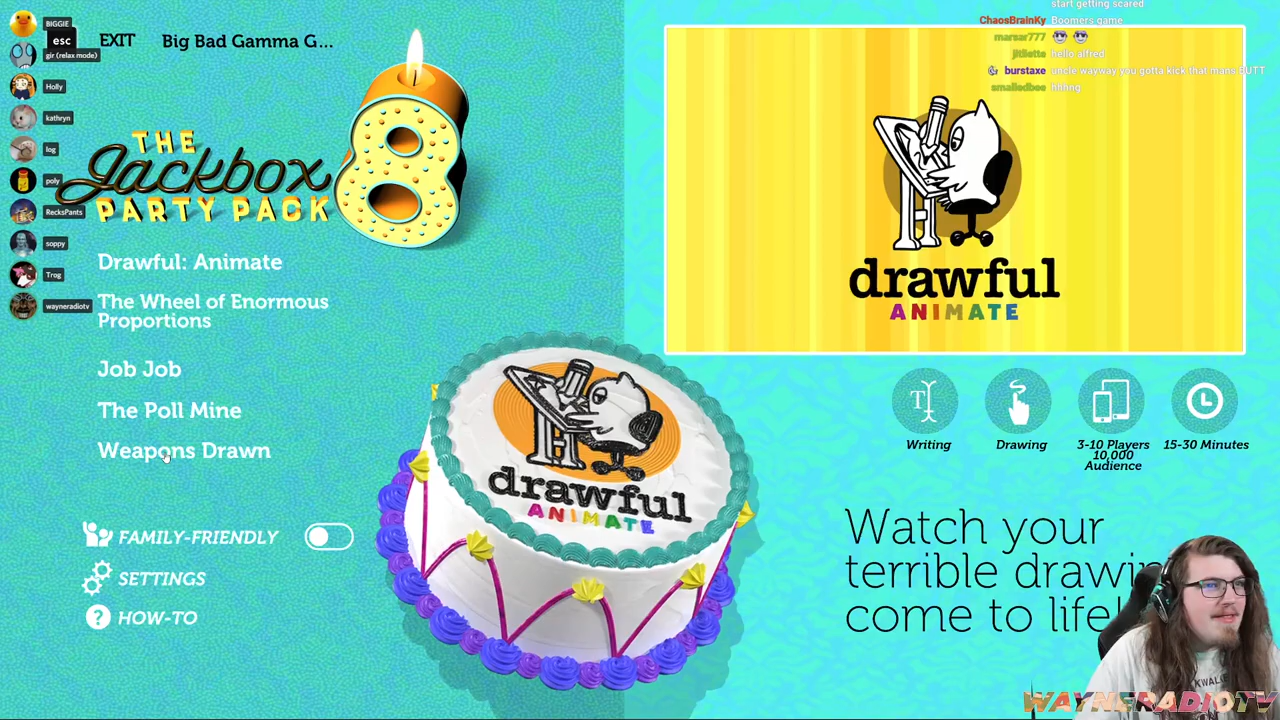 BIGGIE
esc
EXIT
Big Bad Gamma G...
gir (relax mode)
Holly
kathryn
log
poly
RecksPants
soppy
Trog
wayneradiotv
THE
Jackbox
PARTY PACK
8
Drawful: Animate
The Wheel of Enormous
Proportions
Job Job
The Poll Mine
Weapons Drawn
FAMILY-FRIENDLY
SETTINGS
? HOW-TO
drawful
ANIMATE
start getting scared
ChaosBrainKy Boomers game
marsar777
jitliette hello alfred
burstaxe uncle wayway you gotta kick that mans BUTT
smalledbee hhnng
drawful
ANIMATE
T
Writing
Drawing
3-10 Players
10,000
Audience
15-30 Minutes
Watch your
terrible drawin
come to life!
WAYNERADIOTV